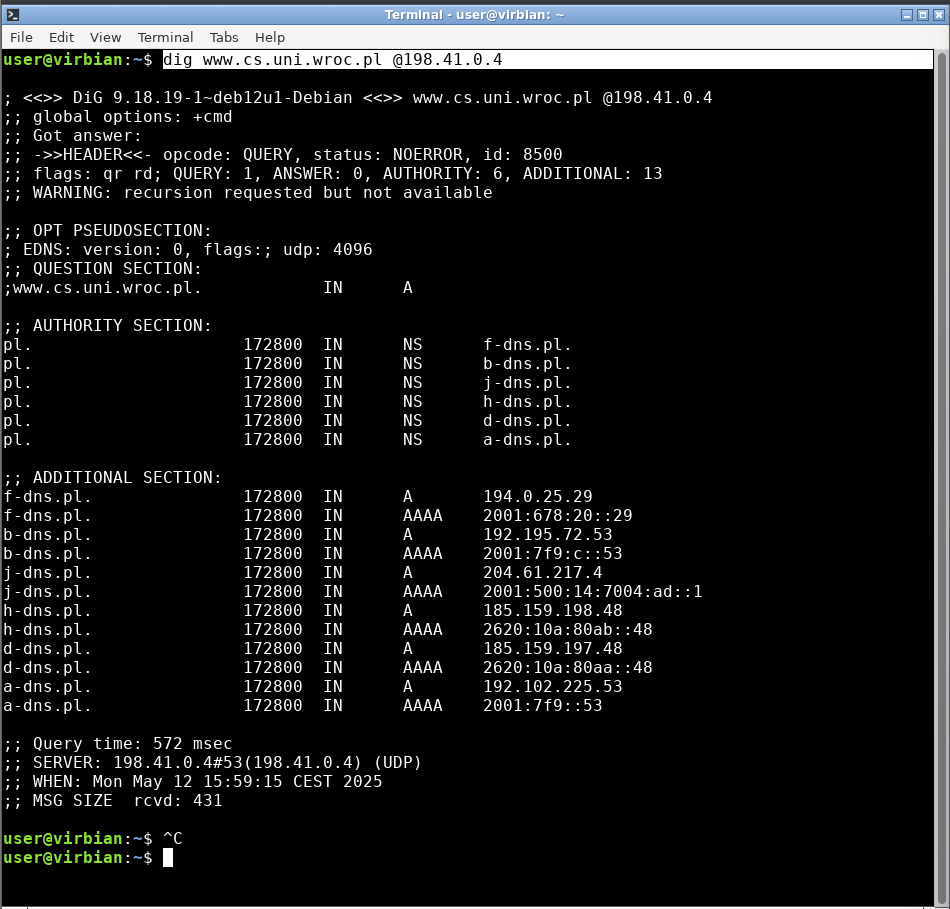 Terminal - user@virbian: ~
File Edit View Terminal Tabs Help
user@virbian:~$ dig www.cs.uni.wroc.pl @198.41.0.4

; <<>> DiG 9.18.19-1~deb12u1-Debian <<>> www.cs.uni.wroc.pl @198.41.0.4
;; global options: +cmd
;; Got answer:
;; ->>HEADER<<- opcode: QUERY, status: NOERROR, id: 8500
;; flags: qr rd; QUERY: 1, ANSWER: 0, AUTHORITY: 6, ADDITIONAL: 13
;; WARNING: recursion requested but not available

;; OPT PSEUDOSECTION:
; EDNS: version: 0, flags:; udp: 4096
;; QUESTION SECTION:
;www.cs.uni.wroc.pl.            IN      A

;; AUTHORITY SECTION:
pl.                     172800  IN      NS      f-dns.pl.
pl.                     172800  IN      NS      b-dns.pl.
pl.                     172800  IN      NS      j-dns.pl.
pl.                     172800  IN      NS      h-dns.pl.
pl.                     172800  IN      NS      d-dns.pl.
pl.                     172800  IN      NS      a-dns.pl.

;; ADDITIONAL SECTION:
f-dns.pl.               172800  IN      A       194.0.25.29
f-dns.pl.               172800  IN      AAAA    2001:678:20::29
b-dns.pl.               172800  IN      A       192.195.72.53
b-dns.pl.               172800  IN      AAAA    2001:7f9:c::53
j-dns.pl.               172800  IN      A       204.61.217.4
j-dns.pl.               172800  IN      AAAA    2001:500:14:7004:ad::1
h-dns.pl.               172800  IN      A       185.159.198.48
h-dns.pl.               172800  IN      AAAA    2620:10a:80ab::48
d-dns.pl.               172800  IN      A       185.159.197.48
d-dns.pl.               172800  IN      AAAA    2620:10a:80aa::48
a-dns.pl.               172800  IN      A       192.102.225.53
a-dns.pl.               172800  IN      AAAA    2001:7f9::53

;; Query time: 572 msec
;; SERVER: 198.41.0.4#53(198.41.0.4) (UDP)
;; WHEN: Mon May 12 15:59:15 CEST 2025
;; MSG SIZE  rcvd: 431

user@virbian:~$ ^C
user@virbian:~$